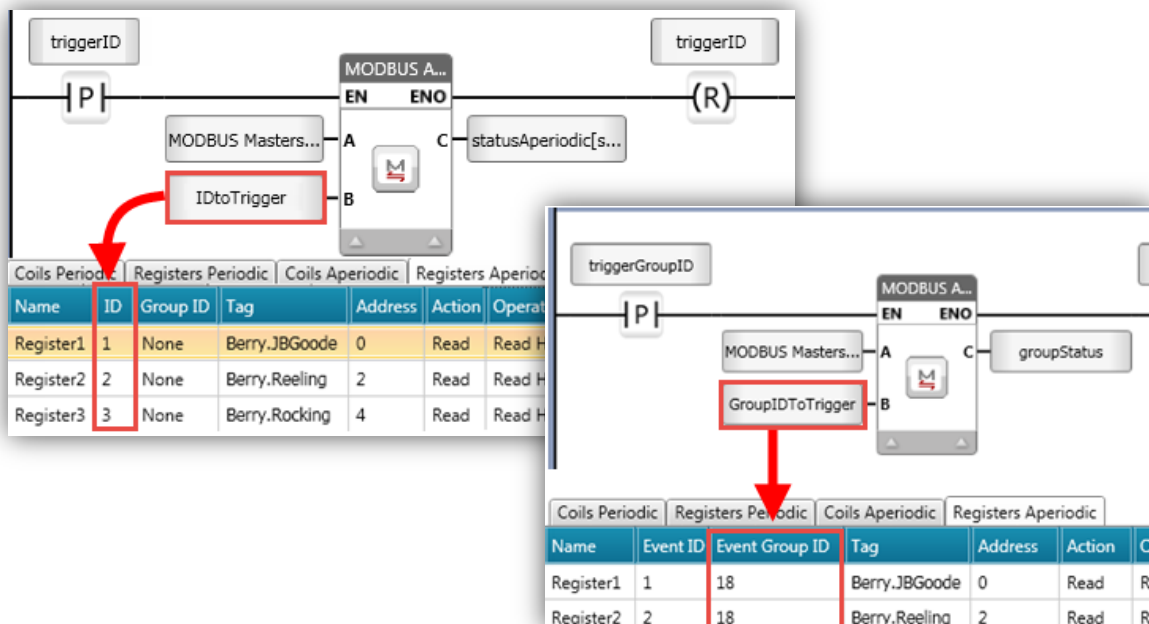 triggerID triggerID
MODBUS A...
P EN ENO (R)
MODBUS Masters... A C statusAperiodic[s...
M
IDtoTrigger B
Coils Periodic Registers Periodic Coils Aperiodic Registers Aperiod
Name ID Group ID Tag Address Action Operat
Register1 1 None Berry.JBGoode 0 Read Read H
Register2 2 None Berry.Reeling 2 Read Read H
Register3 3 None Berry.Rocking 4 Read Read H
triggerGroupID
MODBUS A...
P EN ENO
MODBUS Masters... A C groupStatus
M
GroupIDToTrigger B
Coils Periodic Registers Periodic Coils Aperiodic Registers Aperiodic
Name Event ID Event Group ID Tag Address Action
Register1 1 18 Berry.JBGoode 0 Read R
Register2 2 18 Berry.Reeling 2 Read R